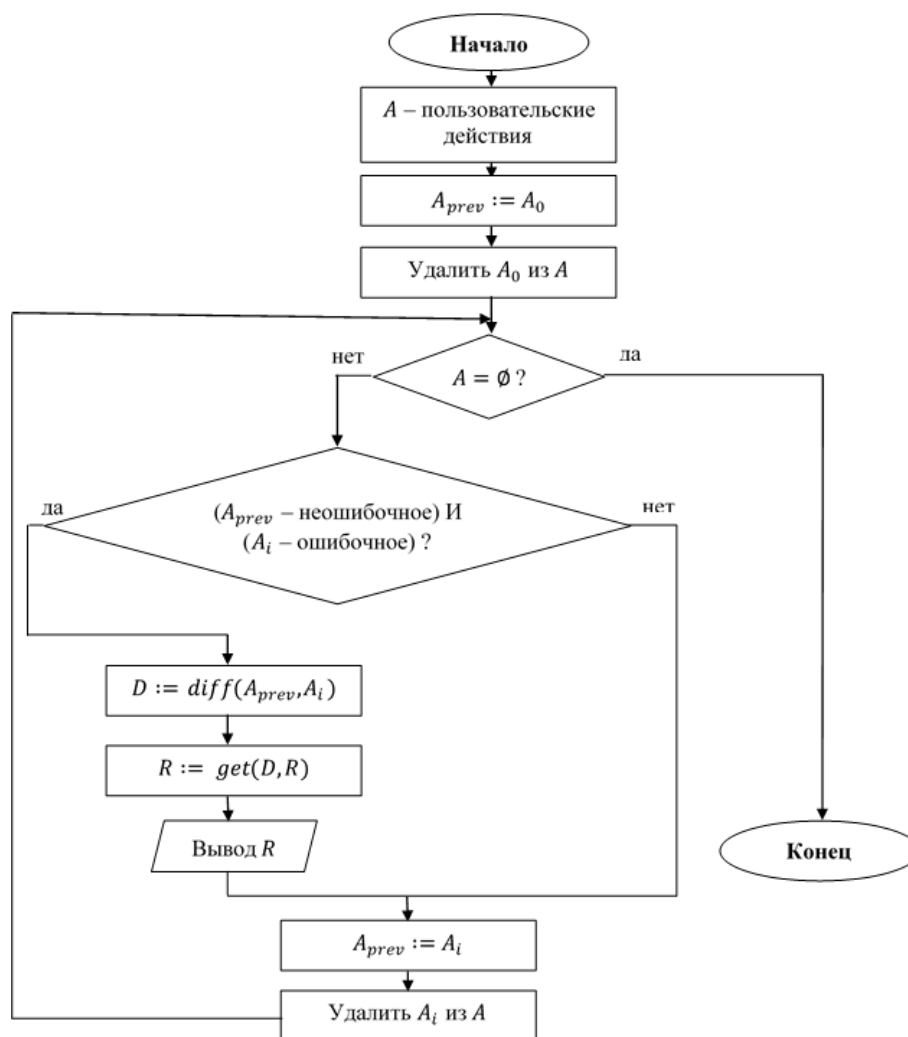 Начало
A – пользовательские
действия
A_prev := A_0
Удалить A_0 из A
нет
да
A = ∅ ?
да
(A_prev – неошибочное) И
нет
(A_i – ошибочное) ?
D := diff(A_prev,A_i)
R := get(D,R)
Вывод R
Конец
A_prev := A_i
Удалить A_i из A